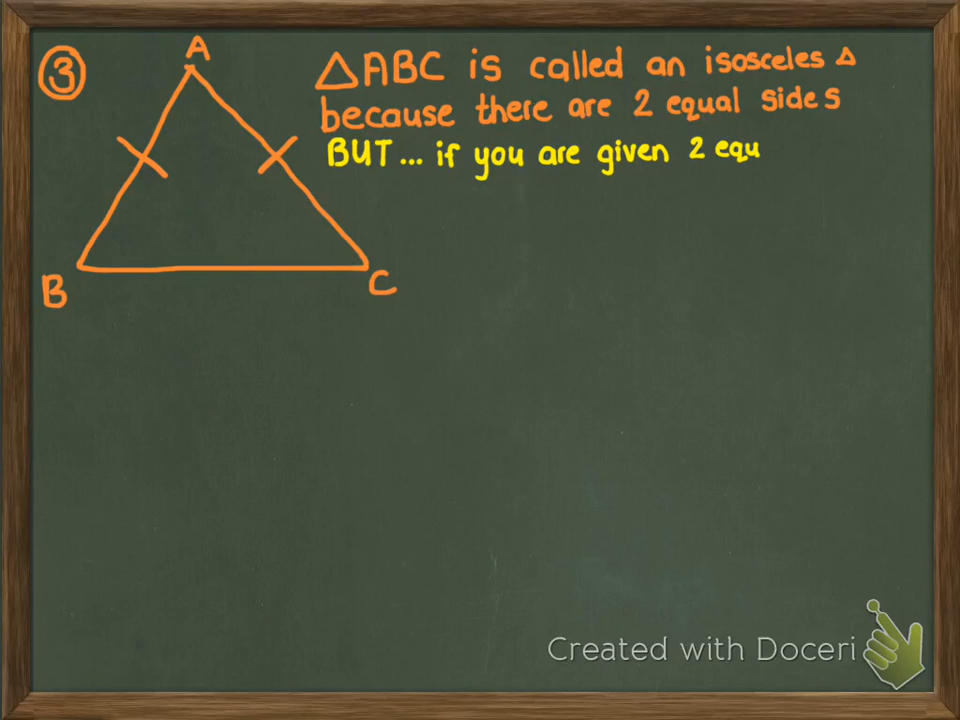 ③
A
B
C
△ABC is called an isosceles △
because there are 2 equal sides
BUT... if you are given 2 equ
Created with Doceri